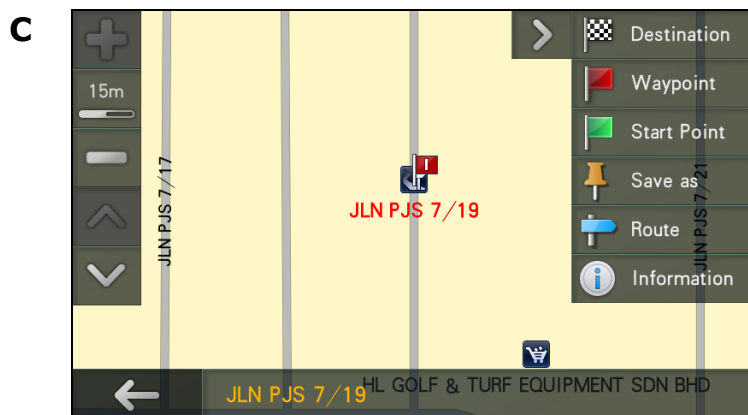 C
Destination
15m
Waypoint
Start Point
Save as
Route
Information
JLN PJS 7/17
1
JLN PJS 7/19
JLN PJS 7/21
HL GOLF & TURF EQUIPMENT SDN BHD
JLN PJS 7/19